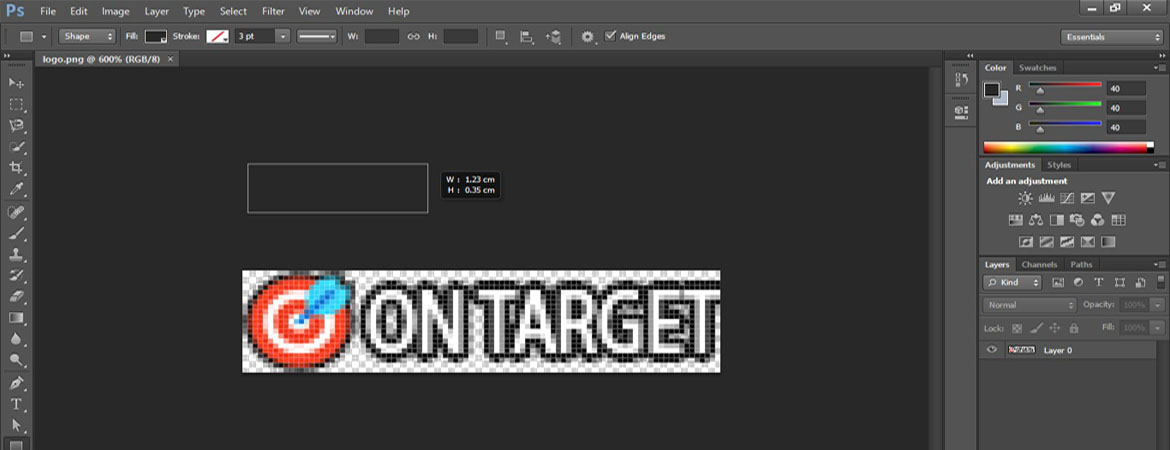 Ps File Edit Image Layer Type Select Filter View Window Help
Shape Fill: Stroke: 3 pt W: H: Align Edges Essentials
logo.png @ 600% (RGB/8) ×
Color Swatches
R 40
G 40
B 40
Adjustments Styles
Add an adjustment
W : 1.23 cm
H : 0.35 cm
Layers Channels Paths
Kind
Normal Opacity: 100%
Lock: Fill: 100%
Layer 0
ON TARGET
T